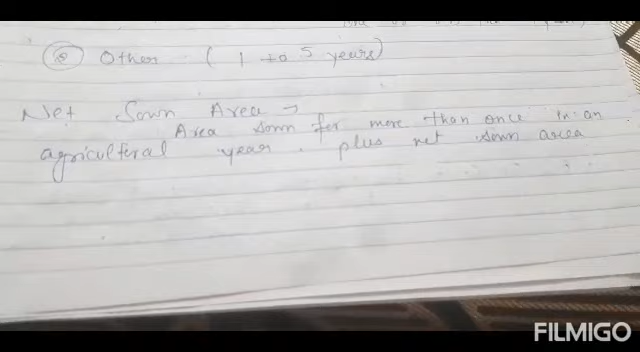 (8) Other (1 to 5 years)
Net Sown Area →
Area sown for more than once in an
agricultferal year. plus net sown area
FILMIGO